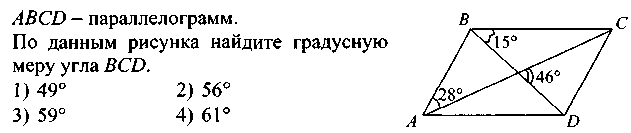 ABCD – параллелограмм.
По данным рисунка найдите градусную
меру угла BCD.
1) 49° 2) 56°
3) 59° 4) 61°
B C
15°
46°
28°
A D